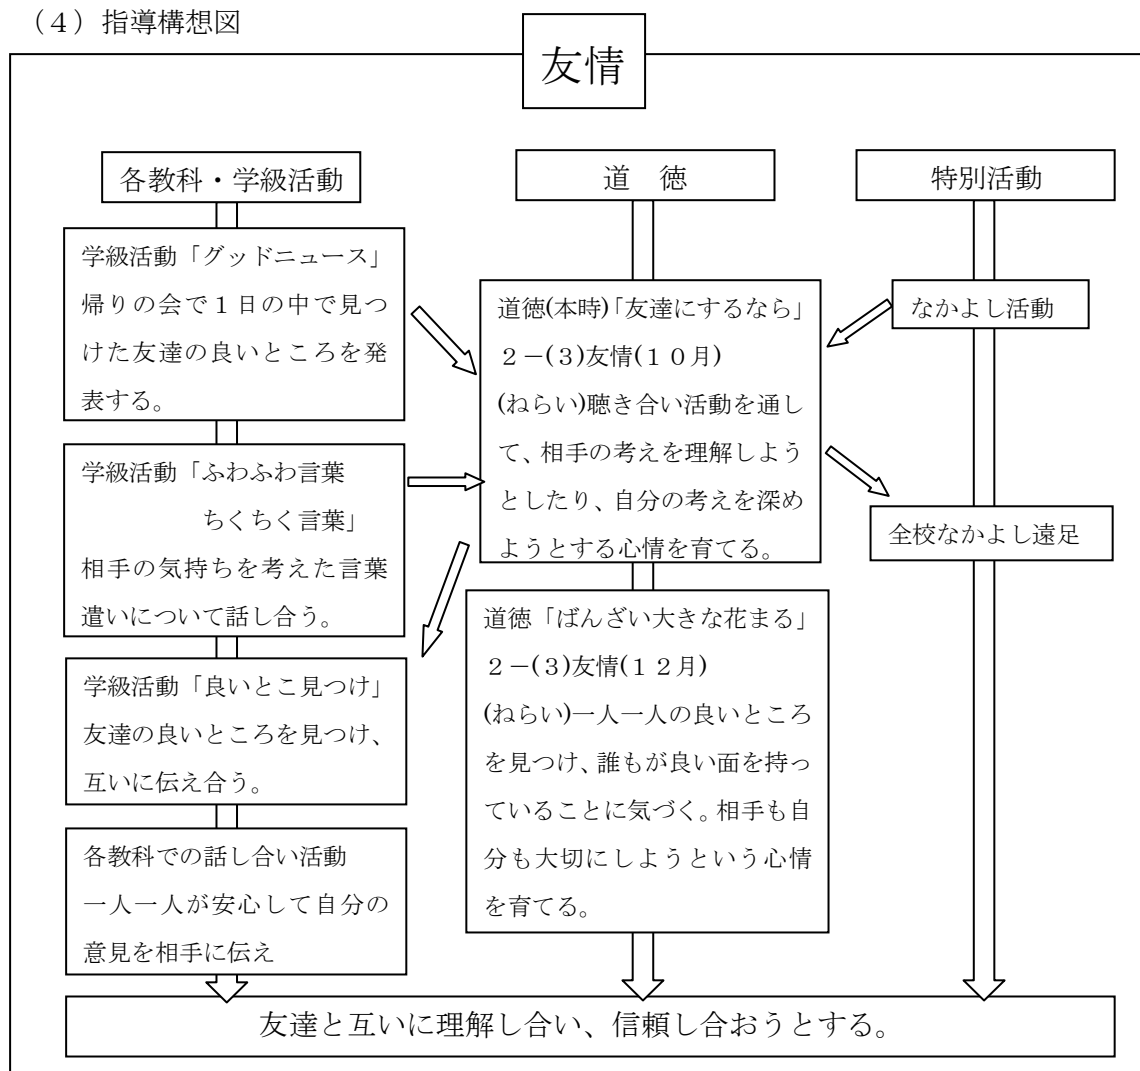 （４）指導構想図
友情
各教科・学級活動
学級活動「グッドニュース」
帰りの会で１日の中で見つ
けた友達の良いところを発
表する。
学級活動「ふわふわ言葉
ちくちく言葉」
相手の気持ちを考えた言葉
遣いについて話し合う。
学級活動「良いとこ見つけ」
友達の良いところを見つけ、
互いに伝え合う。
各教科での話し合い活動
一人一人が安心して自分の
意見を相手に伝え
道　徳
道徳(本時)「友達にするなら」
２－(３)友情(１０月)
(ねらい)聴き合い活動を通し
て、相手の考えを理解しよう
としたり、自分の考えを深め
ようとする心情を育てる。
道徳「ばんざい大きな花まる」
２－(３)友情(１２月)
(ねらい)一人一人の良いところ
を見つけ、誰もが良い面を持っ
ていることに気づく。相手も自
分も大切にしようという心情
を育てる。
特別活動
なかよし活動
全校なかよし遠足
友達と互いに理解し合い、信頼し合おうとする。